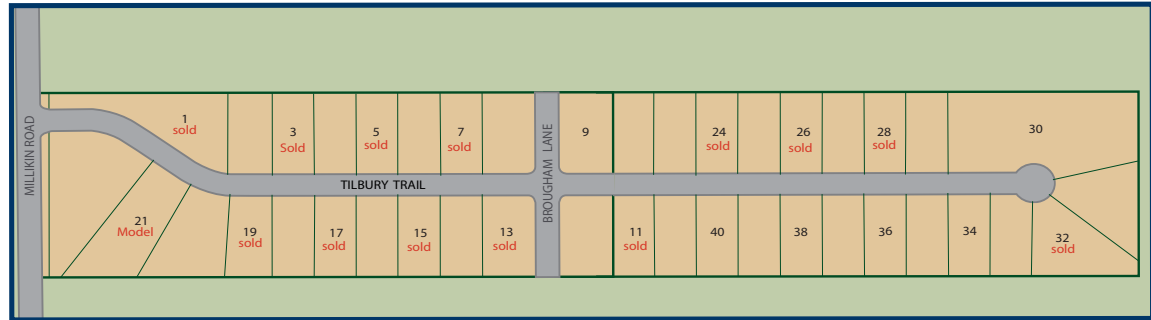 MILLIKIN ROAD
1
sold
3
Sold
5
sold
7
sold
BROUGHAM LANE
9
24
sold
26
sold
28
sold
30
TILBURY TRAIL
21
Model
19
sold
17
sold
15
sold
13
sold
11
sold
40
38
36
34
32
sold